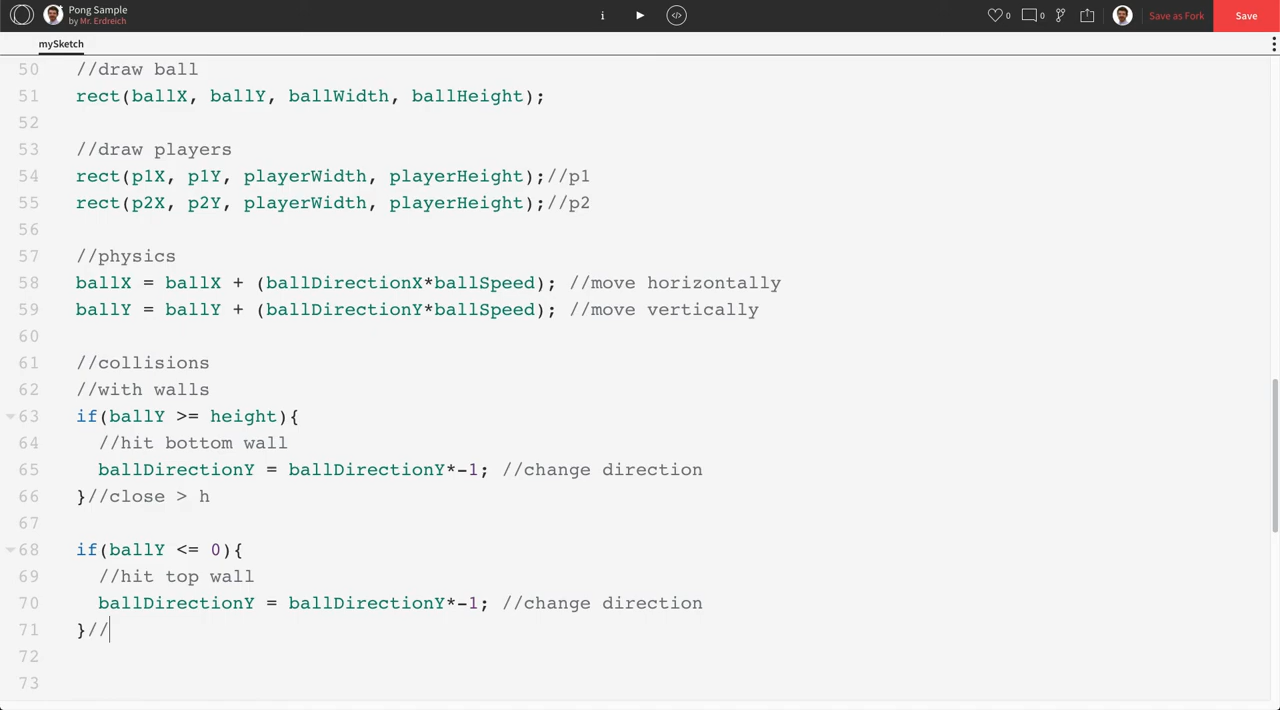 Pong Sample
by Mr. Erdreich
i
</>
0
0
Save as Fork
Save
mySketch
50 //draw ball
51 rect(ballX, ballY, ballWidth, ballHeight);
52
53 //draw players
54 rect(p1X, p1Y, playerWidth, playerHeight);//p1
55 rect(p2X, p2Y, playerWidth, playerHeight);//p2
56
57 //physics
58 ballX = ballX + (ballDirectionX*ballSpeed); //move horizontally
59 ballY = ballY + (ballDirectionY*ballSpeed); //move vertically
60
61 //collisions
62 //with walls
63 if(ballY >= height){
64 //hit bottom wall
65 ballDirectionY = ballDirectionY*-1; //change direction
66 }//close > h
67
68 if(ballY <= 0){
69 //hit top wall
70 ballDirectionY = ballDirectionY*-1; //change direction
71 }//
72
73